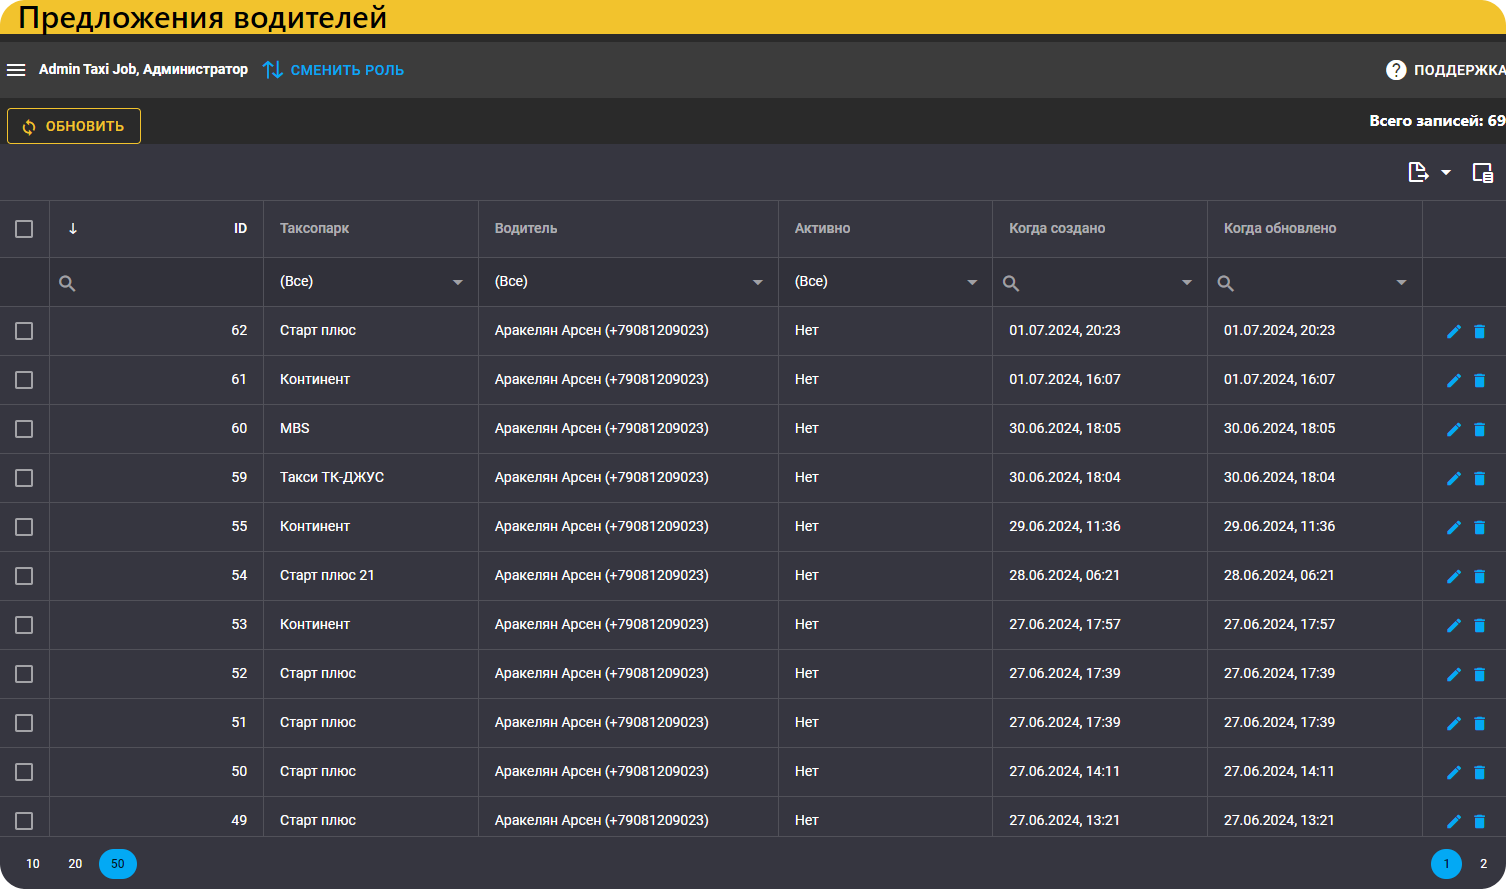 Предложения водителей
Admin Taxi Job, Администратор СМЕНИТЬ РОЛЬ ? ПОДДЕРЖКА
ОБНОВИТЬ Всего записей: 69
ID Таксопарк Водитель Активно Когда создано Когда обновлено
(Все) (Все) (Все)
62 Старт плюс Аракелян Арсен (+79081209023) Нет 01.07.2024, 20:23 01.07.2024, 20:23
61 Континент Аракелян Арсен (+79081209023) Нет 01.07.2024, 16:07 01.07.2024, 16:07
60 MBS Аракелян Арсен (+79081209023) Нет 30.06.2024, 18:05 30.06.2024, 18:05
59 Такси ТК-ДЖУС Аракелян Арсен (+79081209023) Нет 30.06.2024, 18:04 30.06.2024, 18:04
55 Континент Аракелян Арсен (+79081209023) Нет 29.06.2024, 11:36 29.06.2024, 11:36
54 Старт плюс 21 Аракелян Арсен (+79081209023) Нет 28.06.2024, 06:21 28.06.2024, 06:21
53 Континент Аракелян Арсен (+79081209023) Нет 27.06.2024, 17:57 27.06.2024, 17:57
52 Старт плюс Аракелян Арсен (+79081209023) Нет 27.06.2024, 17:39 27.06.2024, 17:39
51 Старт плюс Аракелян Арсен (+79081209023) Нет 27.06.2024, 17:39 27.06.2024, 17:39
50 Старт плюс Аракелян Арсен (+79081209023) Нет 27.06.2024, 14:11 27.06.2024, 14:11
49 Старт плюс Аракелян Арсен (+79081209023) Нет 27.06.2024, 13:21 27.06.2024, 13:21
10 20 50 1 2